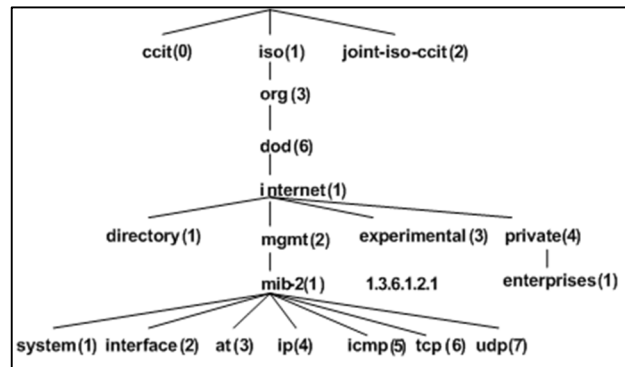 ccit(0) iso(1) joint-iso-ccit(2)
org(3)
dod(6)
internet(1)
directory(1) mgmt(2) experimental(3) private(4)
mib-2(1) 1.3.6.1.2.1 enterprises(1)
system(1) interface(2) at(3) ip(4) icmp(5) tcp(6) udp(7)